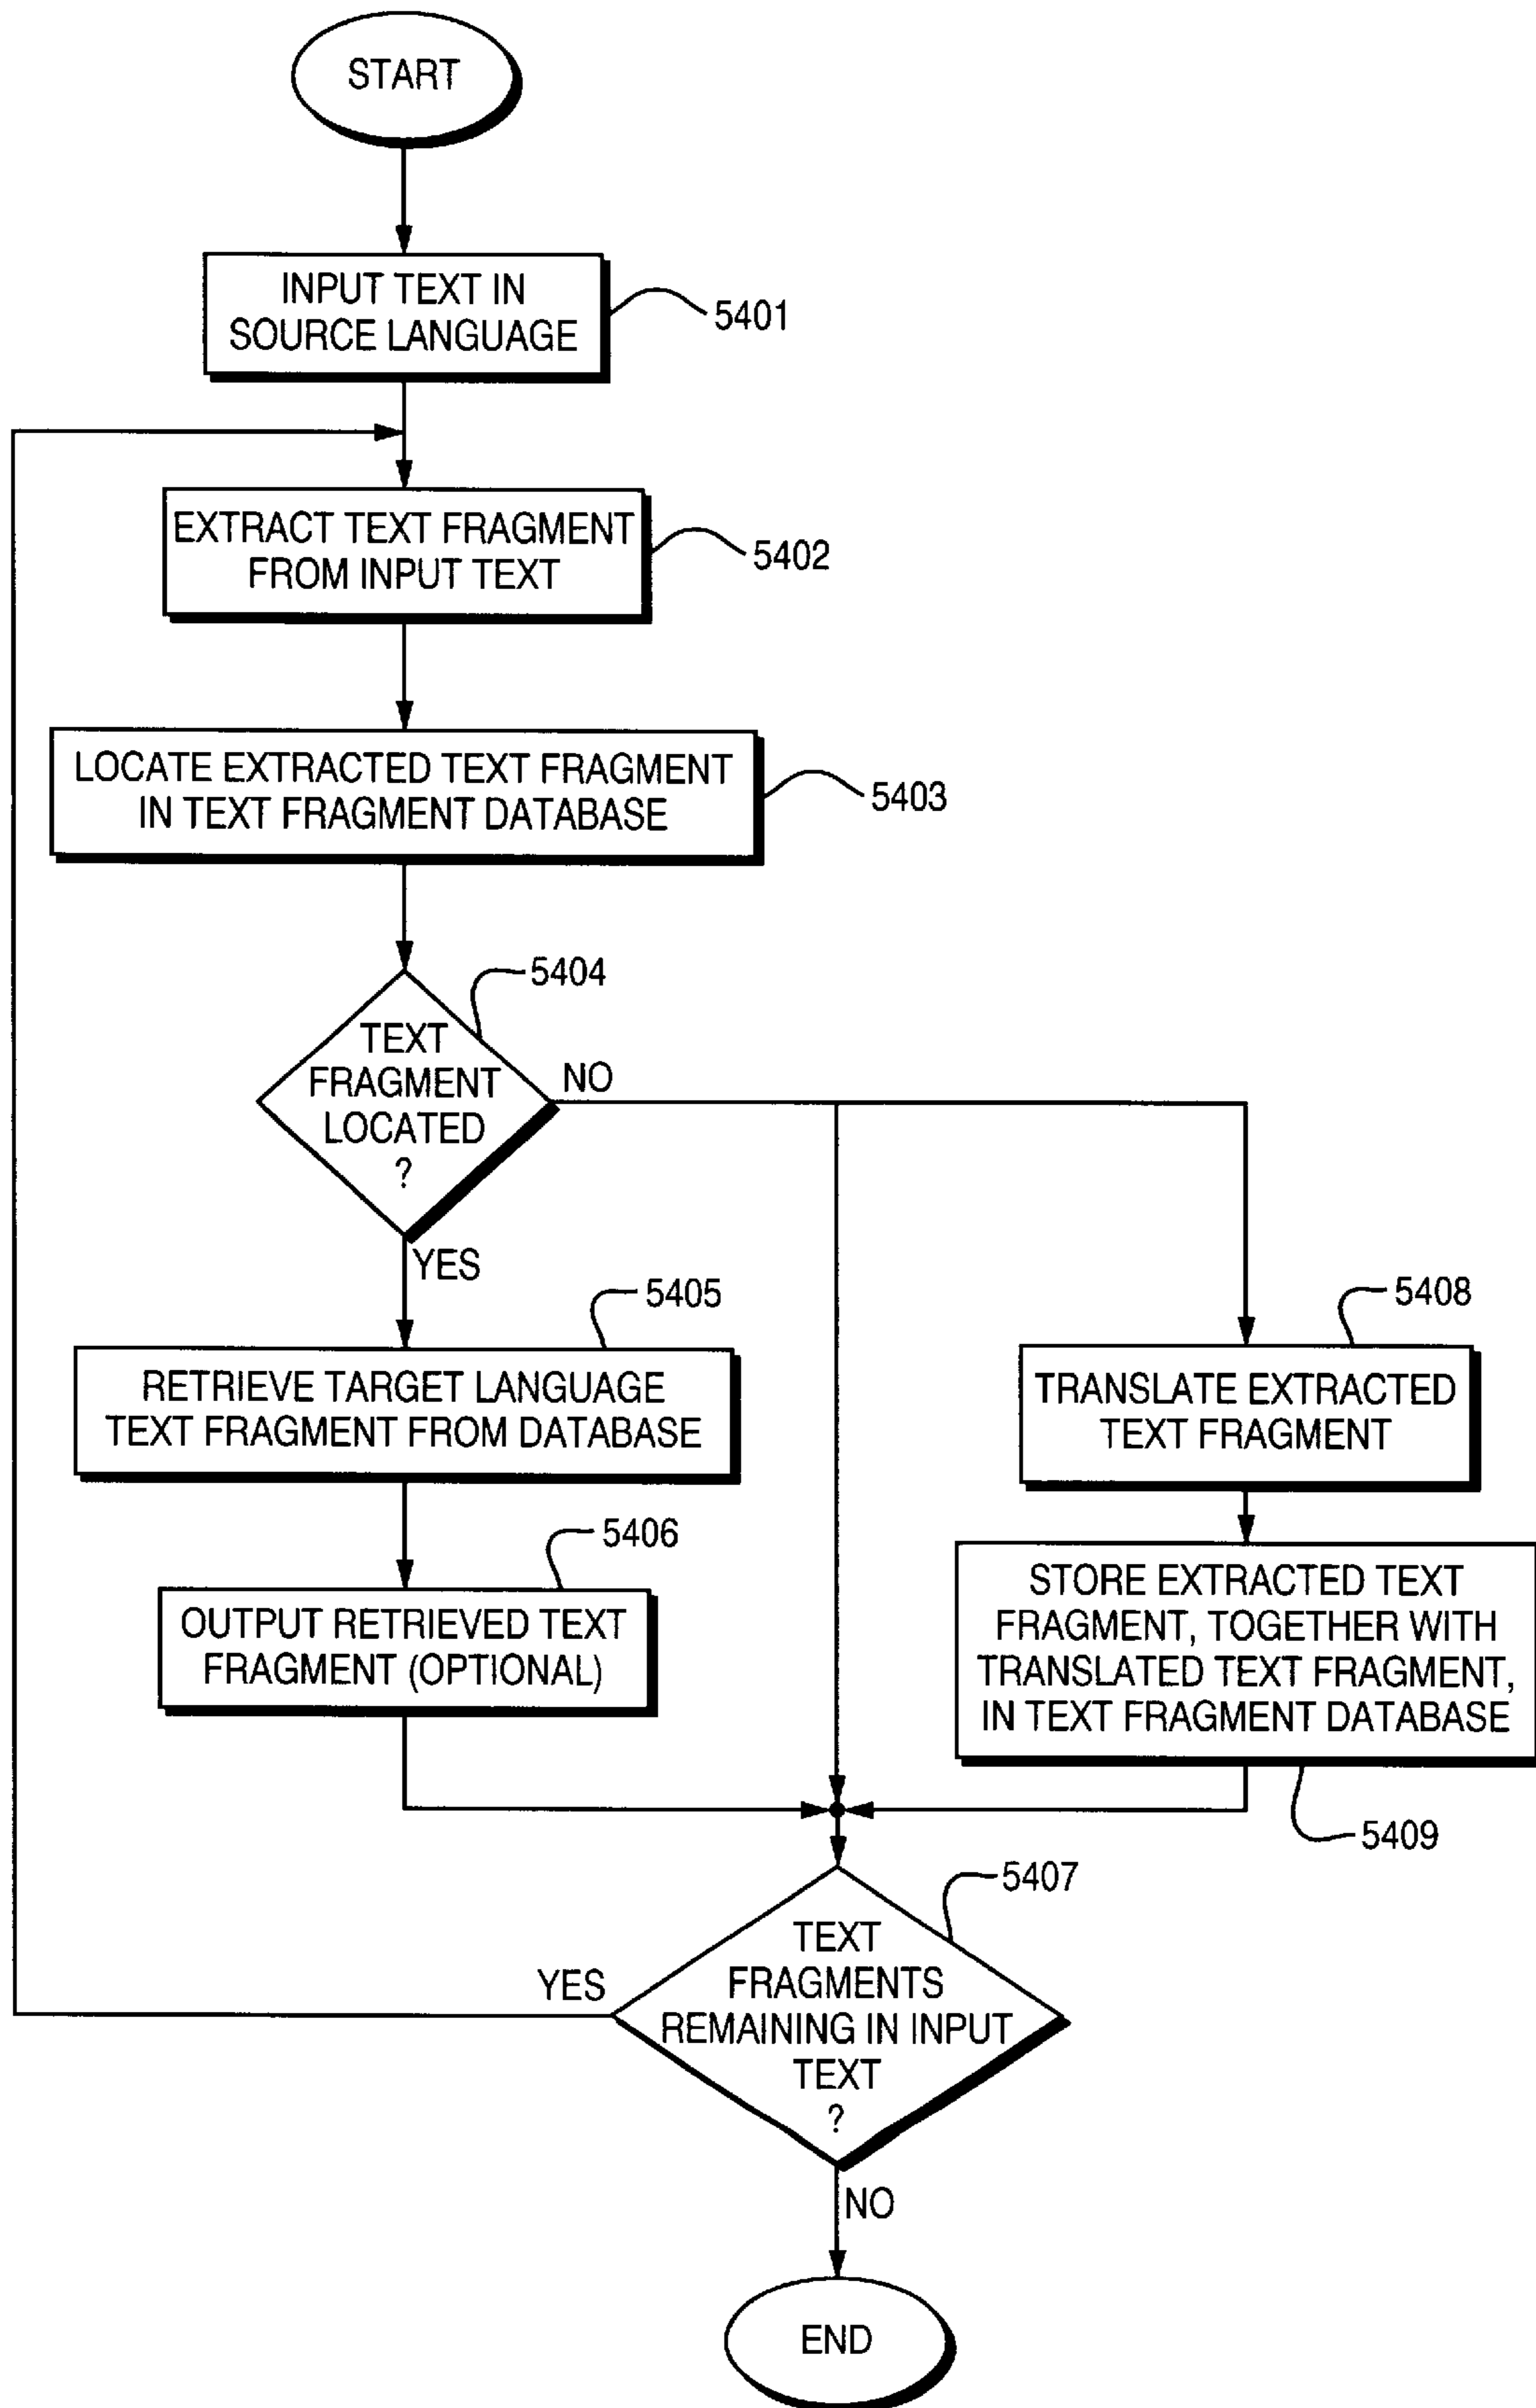 START
INPUT TEXT IN
SOURCE LANGUAGE
5401
EXTRACT TEXT FRAGMENT
FROM INPUT TEXT
5402
LOCATE EXTRACTED TEXT FRAGMENT
IN TEXT FRAGMENT DATABASE
5403
5404
TEXT
FRAGMENT
LOCATED
?
NO
YES
5405
RETRIEVE TARGET LANGUAGE
TEXT FRAGMENT FROM DATABASE
5406
OUTPUT RETRIEVED TEXT
FRAGMENT (OPTIONAL)
5408
TRANSLATE EXTRACTED
TEXT FRAGMENT
STORE EXTRACTED TEXT
FRAGMENT, TOGETHER WITH
TRANSLATED TEXT FRAGMENT,
IN TEXT FRAGMENT DATABASE
5409
5407
TEXT
FRAGMENTS
REMAINING IN INPUT
TEXT
?
YES
NO
END